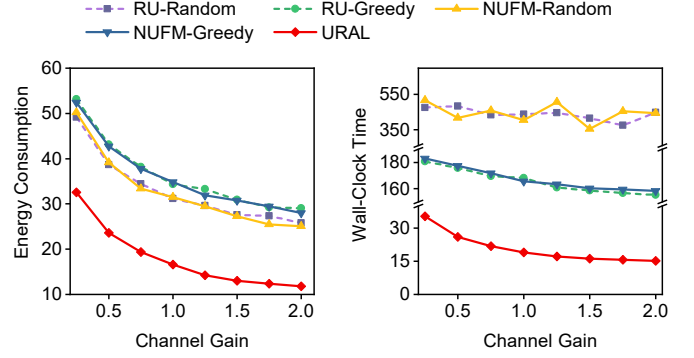 RU-Random RU-Greedy NUFM-Random
NUFM-Greedy URAL
Energy Consumption
60
50
40
30
20
10
0.5 1.0 1.5 2.0
Channel Gain
Wall-Clock Time
550
350
180
160
30
15
0
0.5 1.0 1.5 2.0
Channel Gain